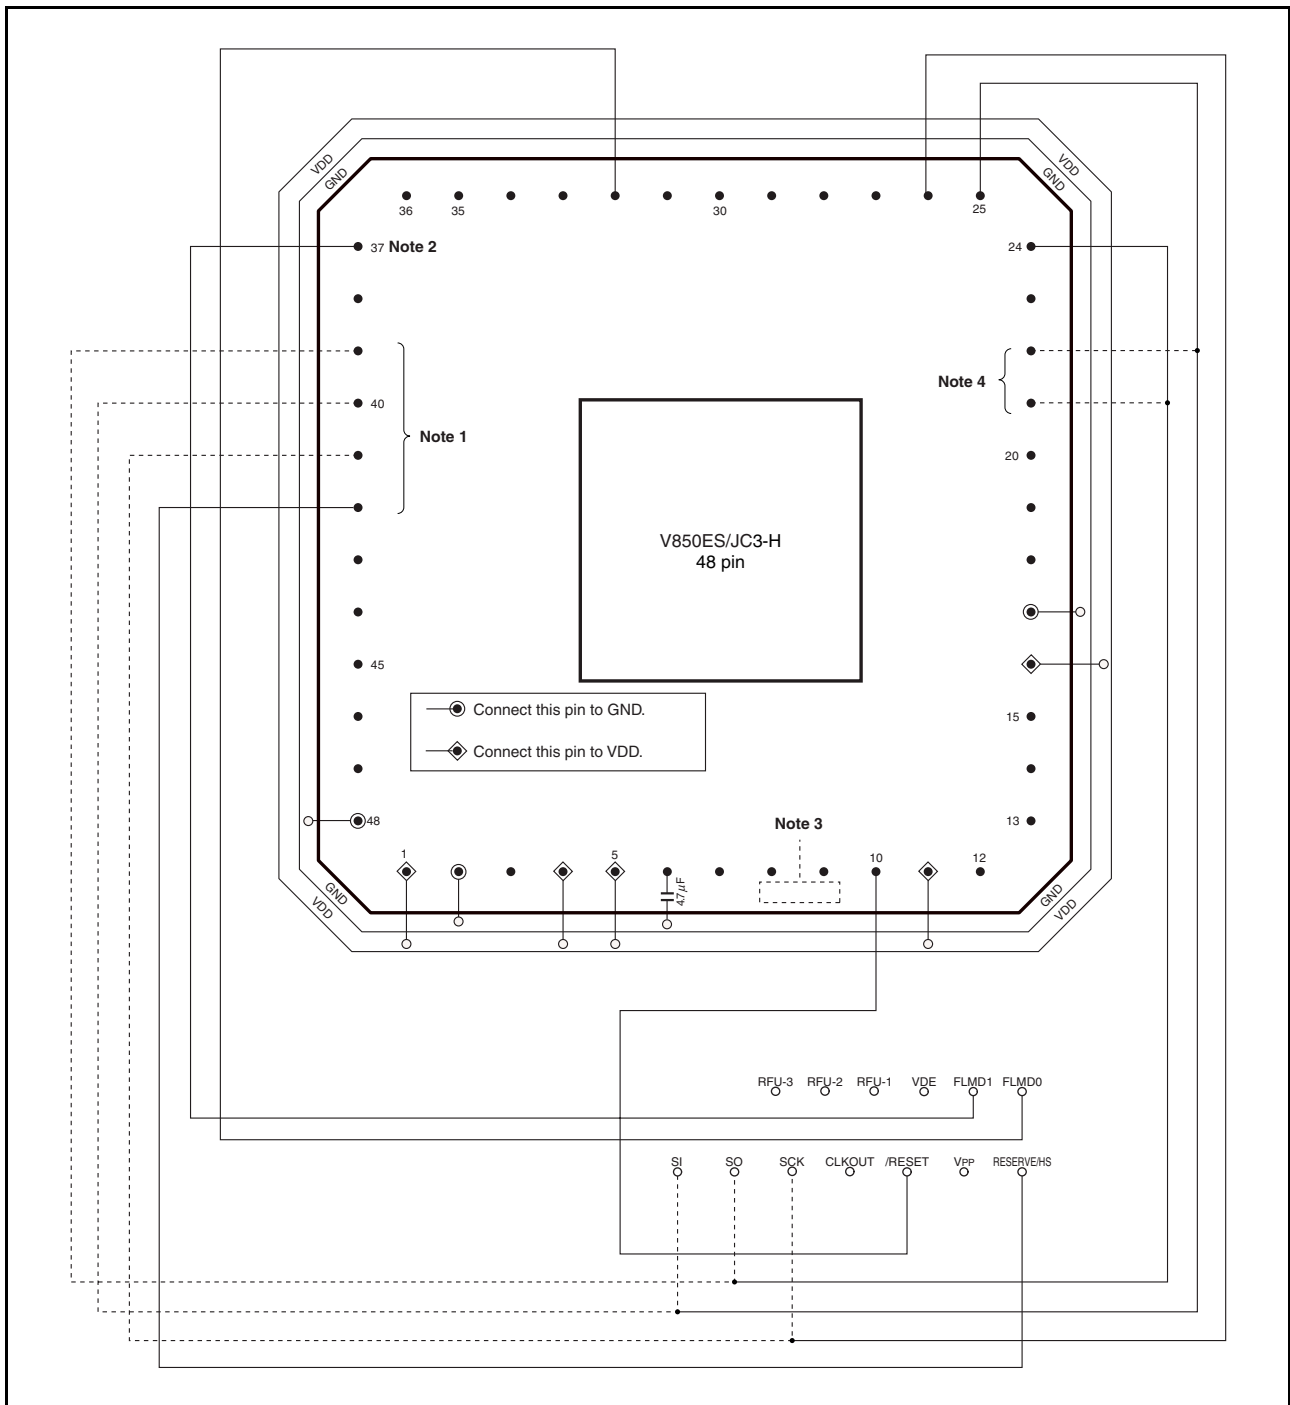 VDD
GND
VDD
GND
36
35
30
25
37 Note 2
24
40
Note 1
Note 4
20
V850ES/JC3-H
48 pin
45
15
Connect this pin to GND.
Connect this pin to VDD.
48
13
Note 3
1
5
10
12
4.7 μF
GND
VDD
GND
VDD
RFU-3 RFU-2 RFU-1 VDE FLMD1 FLMD0
SI SO SCK CLKOUT /RESET VPP RESERVE/HS